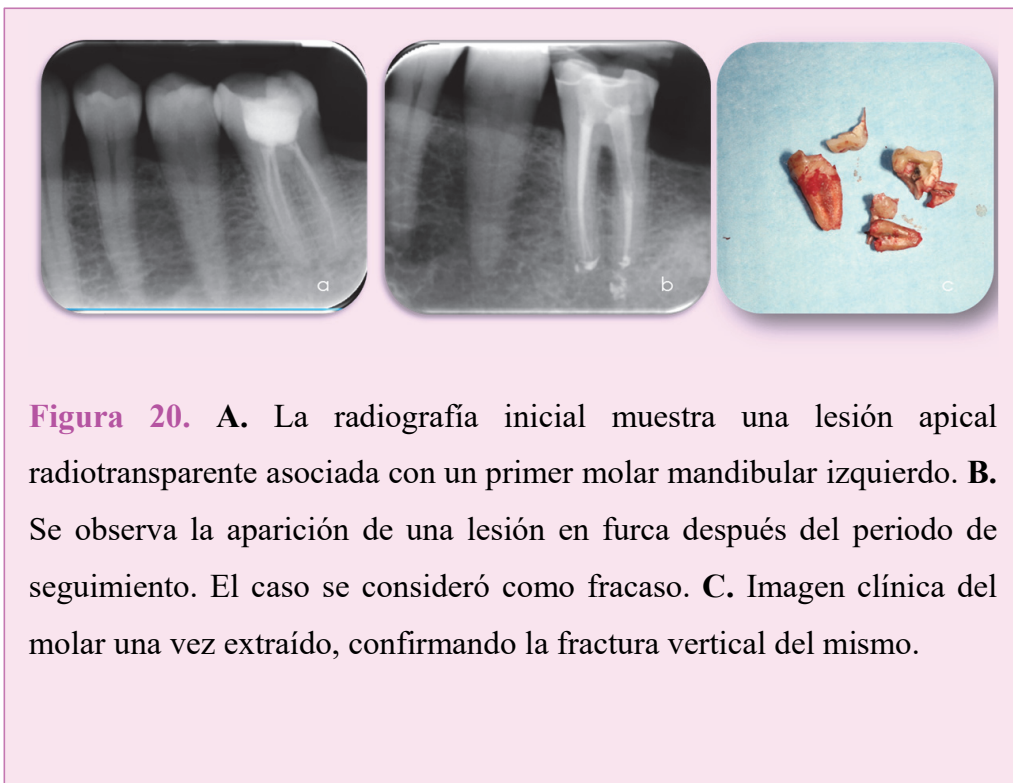 a
b
c
Figura 20. A. La radiografía inicial muestra una lesión apical
radiotransparente asociada con un primer molar mandibular izquierdo. B.
Se observa la aparición de una lesión en furca después del periodo de
seguimiento. El caso se consideró como fracaso. C. Imagen clínica del
molar una vez extraído, confirmando la fractura vertical del mismo.